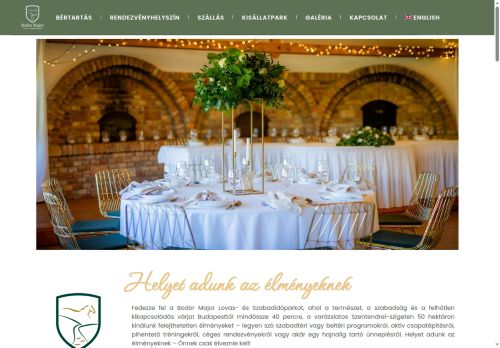 Bodor Major
BÉRTARTÁS
RENDEZVÉNYHELYSZÍN
SZÁLLÁS
KISÁLLATPARK
GALÉRIA
KAPCSOLAT
ENGLISH
Helyet adunk az élményeknek
Fedezze fel a Bodor Major Lovas- és Szabadidőparkot, ahol a természet, a szabadság és a felhőtlen
kikapcsolódás várja! Budapesttől mindössze 40 percre, a varázslatos Szentendrei-szigeten 50 hektáron
kínálunk felejthetetlen élményeket – legyen szó szabadtéri vagy beltéri programokról, aktív csapatépítésről,
pihentető tréningekről, céges rendezvényekről vagy akár egy hajnalig tartó ünneplésről. Helyet adunk az
élményeknek – Önnek csak élveznie kell!